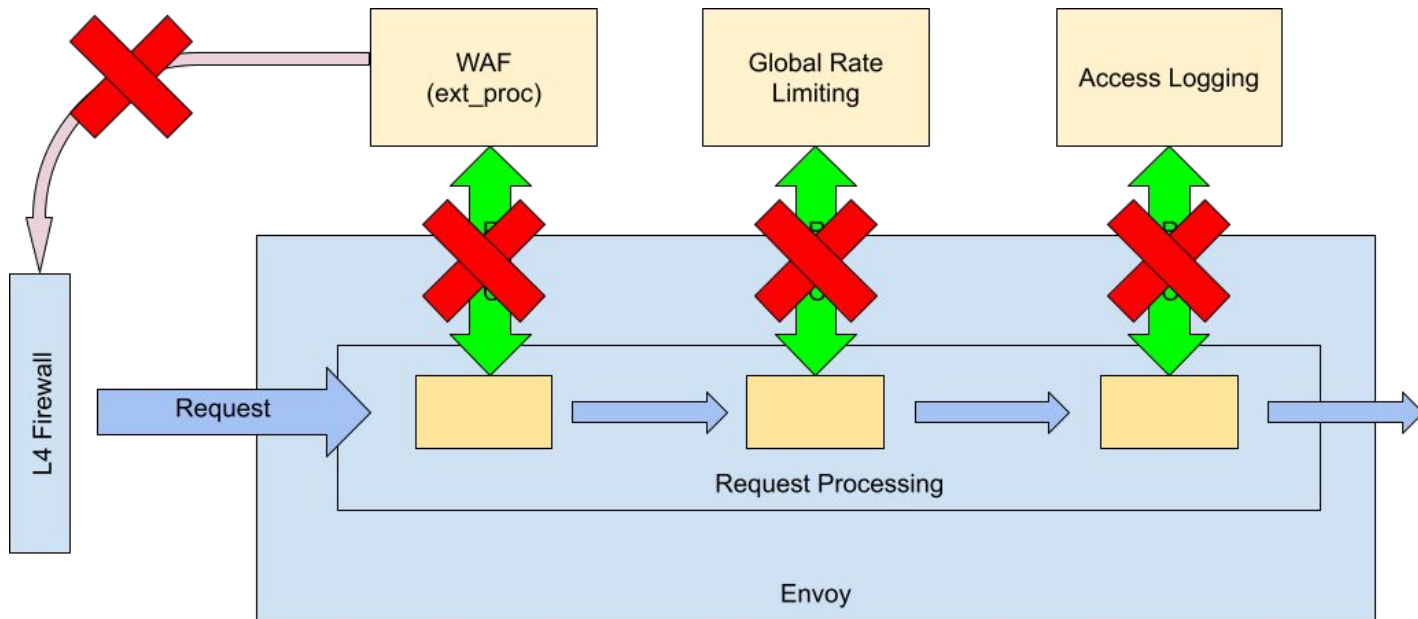 WAF
(ext_proc)
Global Rate
Limiting
Access Logging
L4 Firewall
Request
Request Processing
Envoy